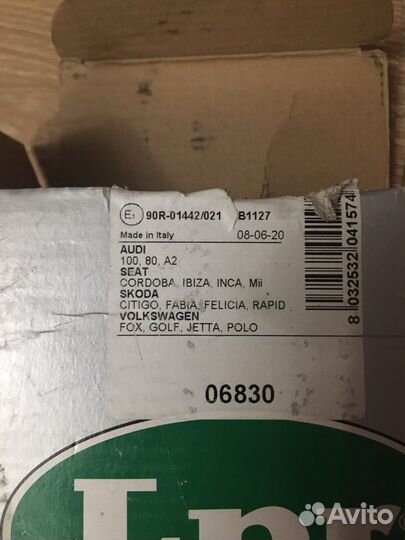 E1 90R-01442/021 B1127
Made in Italy 08-06-20
AUDI
100, 80, A2
SEAT
CORDOBA, IBIZA, INCA, Mii
SKODA
CITIGO, FABIA, FELICIA, RAPID
VOLKSWAGEN
FOX, GOLF, JETTA, POLO
8 032532 041574
06830
Lpr
Avito